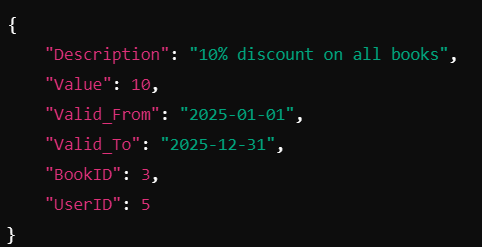 {
    "Description": "10% discount on all books",
    "Value": 10,
    "Valid_From": "2025-01-01",
    "Valid_To": "2025-12-31",
    "BookID": 3,
    "UserID": 5
}